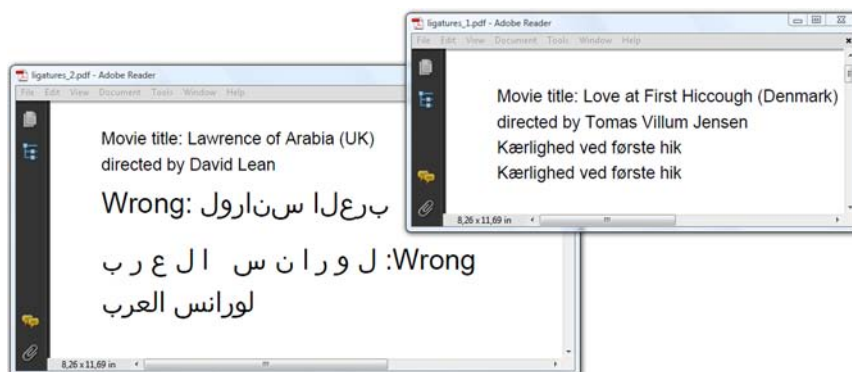 ligatures_2.pdf - Adobe Reader
File Edit View Document Tools Window Help
Movie title: Lawrence of Arabia (UK)
directed by David Lean
Wrong: برعلا سنارول
Wrong: ل و ر ا ن س ا ل ع ر ب
لورانس العرب
8,26 x 11,69 in
ligatures_1.pdf - Adobe Reader
File Edit View Document Tools Window Help
Movie title: Love at First Hiccough (Denmark)
directed by Tomas Villum Jensen
Kærlighed ved første hik
Kærlighed ved første hik
8,26 x 11,69 in